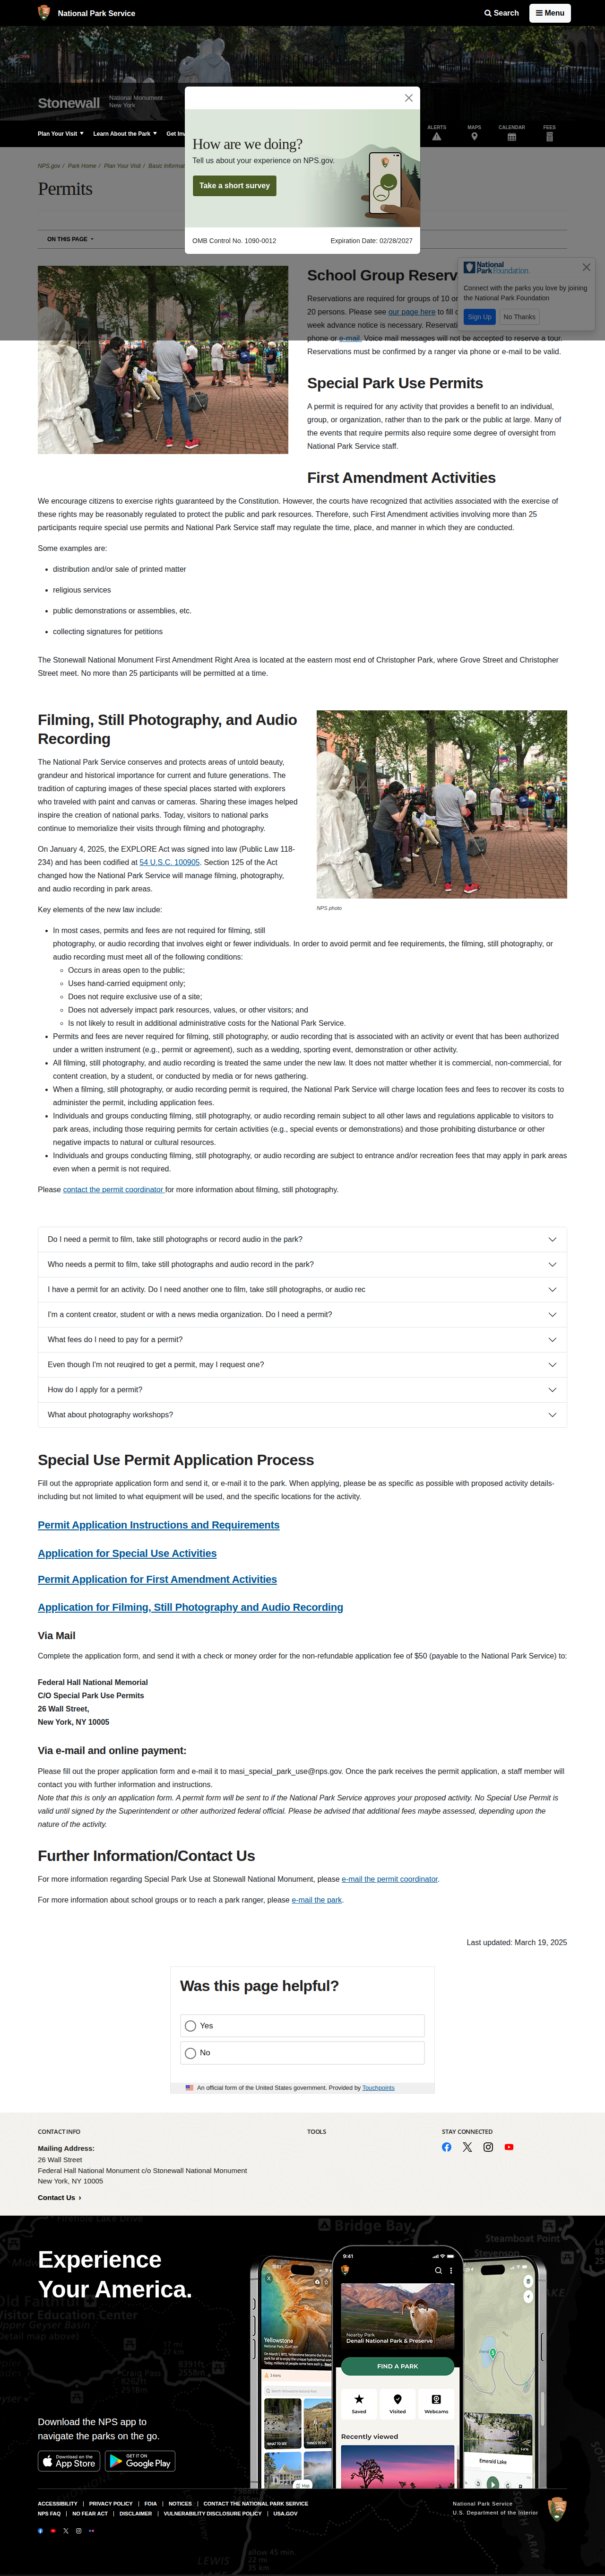 National Park Service
Search
Menu
Stonewall
National Monument
New York
Plan Your Visit
Learn About the Park
Get Inv
ALERTS
MAPS
CALENDAR
FEES
NPS.gov / Park Home / Plan Your Visit / Basic Informat
Permits
How are we doing?
Tell us about your experience on NPS.gov.
Take a short survey
OMB Control No. 1090-0012
Expiration Date: 02/28/2027
ON THIS PAGE
National
Park Foundation
Connect with the parks you love by joining
the National Park Foundation
Sign Up
No Thanks
School Group Reserv
Reservations are required for groups of 10 or
20 persons. Please see our page here to fill o
week advance notice is necessary. Reservati
phone or e-mail. Voice mail messages will not be accepted to reserve a tour.
Reservations must be confirmed by a ranger via phone or e-mail to be valid.
Special Park Use Permits
A permit is required for any activity that provides a benefit to an individual,
group, or organization, rather than to the park or the public at large. Many of
the events that require permits also require some degree of oversight from
National Park Service staff.
First Amendment Activities
We encourage citizens to exercise rights guaranteed by the Constitution. However, the courts have recognized that activities associated with the exercise of
these rights may be reasonably regulated to protect the public and park resources. Therefore, such First Amendment activities involving more than 25
participants require special use permits and National Park Service staff may regulate the time, place, and manner in which they are conducted.
Some examples are:
distribution and/or sale of printed matter
religious services
public demonstrations or assemblies, etc.
collecting signatures for petitions
The Stonewall National Monument First Amendment Right Area is located at the eastern most end of Christopher Park, where Grove Street and Christopher
Street meet. No more than 25 participants will be permitted at a time.
Filming, Still Photography, and Audio
Recording
The National Park Service conserves and protects areas of untold beauty,
grandeur and historical importance for current and future generations. The
tradition of capturing images of these special places started with explorers
who traveled with paint and canvas or cameras. Sharing these images helped
inspire the creation of national parks. Today, visitors to national parks
continue to memorialize their visits through filming and photography.
On January 4, 2025, the EXPLORE Act was signed into law (Public Law 118-
234) and has been codified at 54 U.S.C. 100905. Section 125 of the Act
changed how the National Park Service will manage filming, photography,
and audio recording in park areas.
NPS photo
Key elements of the new law include:
In most cases, permits and fees are not required for filming, still
photography, or audio recording that involves eight or fewer individuals. In order to avoid permit and fee requirements, the filming, still photography, or
audio recording must meet all of the following conditions:
Occurs in areas open to the public;
Uses hand-carried equipment only;
Does not require exclusive use of a site;
Does not adversely impact park resources, values, or other visitors; and
Is not likely to result in additional administrative costs for the National Park Service.
Permits and fees are never required for filming, still photography, or audio recording that is associated with an activity or event that has been authorized
under a written instrument (e.g., permit or agreement), such as a wedding, sporting event, demonstration or other activity.
All filming, still photography, and audio recording is treated the same under the new law. It does not matter whether it is commercial, non-commercial, for
content creation, by a student, or conducted by media or for news gathering.
When a filming, still photography, or audio recording permit is required, the National Park Service will charge location fees and fees to recover its costs to
administer the permit, including application fees.
Individuals and groups conducting filming, still photography, or audio recording remain subject to all other laws and regulations applicable to visitors to
park areas, including those requiring permits for certain activities (e.g., special events or demonstrations) and those prohibiting disturbance or other
negative impacts to natural or cultural resources.
Individuals and groups conducting filming, still photography, or audio recording are subject to entrance and/or recreation fees that may apply in park areas
even when a permit is not required.
Please contact the permit coordinator for more information about filming, still photography.
Do I need a permit to film, take still photographs or record audio in the park?
Who needs a permit to film, take still photographs and audio record in the park?
I have a permit for an activity. Do I need another one to film, take still photographs, or audio rec
I'm a content creator, student or with a news media organization. Do I need a permit?
What fees do I need to pay for a permit?
Even though I'm not reuqired to get a permit, may I request one?
How do I apply for a permit?
What about photography workshops?
Special Use Permit Application Process
Fill out the appropriate application form and send it, or e-mail it to the park. When applying, please be as specific as possible with proposed activity details-
including but not limited to what equipment will be used, and the specific locations for the activity.
Permit Application Instructions and Requirements
Application for Special Use Activities
Permit Application for First Amendment Activities
Application for Filming, Still Photography and Audio Recording
Via Mail
Complete the application form, and send it with a check or money order for the non-refundable application fee of $50 (payable to the National Park Service) to:
Federal Hall National Memorial
C/O Special Park Use Permits
26 Wall Street,
New York, NY 10005
Via e-mail and online payment:
Please fill out the proper application form and e-mail it to masi_special_park_use@nps.gov. Once the park receives the permit application, a staff member will
contact you with further information and instructions.
Note that this is only an application form. A permit form will be sent to if the National Park Service approves your proposed activity. No Special Use Permit is
valid until signed by the Superintendent or other authorized federal official. Please be advised that additional fees maybe assessed, depending upon the
nature of the activity.
Further Information/Contact Us
For more information regarding Special Park Use at Stonewall National Monument, please e-mail the permit coordinator.
For more information about school groups or to reach a park ranger, please e-mail the park.
Last updated: March 19, 2025
Was this page helpful?
Yes
No
An official form of the United States government. Provided by Touchpoints
CONTACT INFO
Mailing Address:
26 Wall Street
Federal Hall National Monument c/o Stonewall National Monument
New York, NY 10005
Contact Us
TOOLS
STAY CONNECTED
Experience
Your America.
Download the NPS app to
navigate the parks on the go.
Download on the
App Store
GET IT ON
Google Play
9:41
Yellowstone
Nearby Park
Denali National Park & Preserve
FIND A PARK
Saved
Visited
Webcams
Recently viewed
Emerald Lake
Bridge Bay
Steamboat Point
Stevenson
Craig Pass
8262ft
2518m
8391ft
2558m
17 mi
27 km
LEWIS
allow 45 min.
22 mi
35 km
ACCESSIBILITY
PRIVACY POLICY
FOIA
NOTICES
CONTACT THE NATIONAL PARK SERVICE
NPS FAQ
NO FEAR ACT
DISCLAIMER
VULNERABILITY DISCLOSURE POLICY
USA.GOV
National Park Service
U.S. Department of the Interior